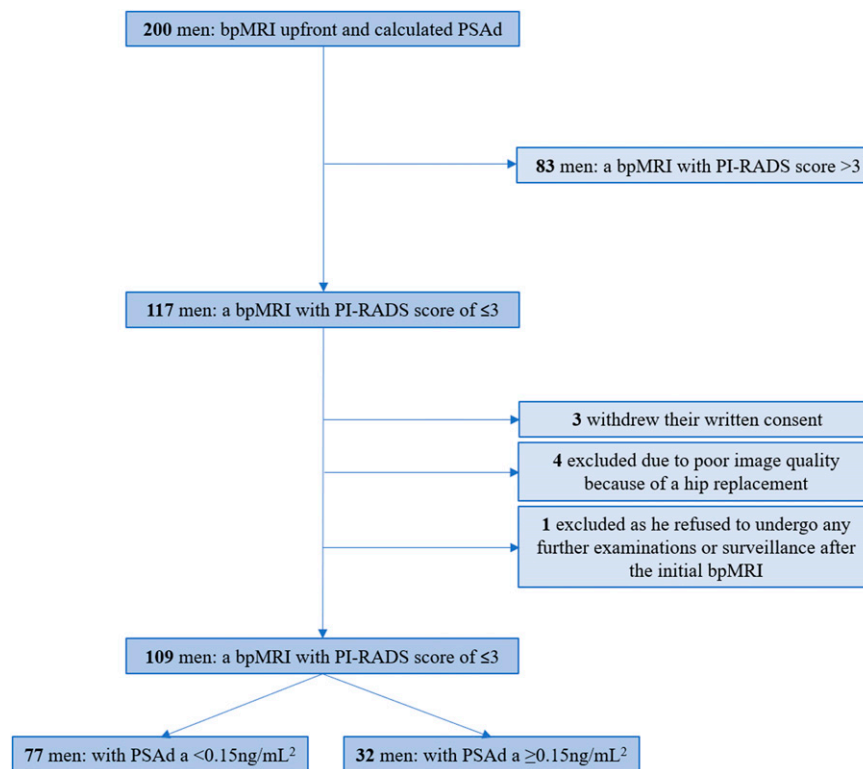 200 men: bpMRI upfront and calculated PSAd
83 men: a bpMRI with PI-RADS score >3
117 men: a bpMRI with PI-RADS score of ≤3
3 withdrew their written consent
4 excluded due to poor image quality
because of a hip replacement
1 excluded as he refused to undergo any
further examinations or surveillance after
the initial bpMRI
109 men: a bpMRI with PI-RADS score of ≤3
77 men: with PSAd a <0.15ng/mL²
32 men: with PSAd a ≥0.15ng/mL²